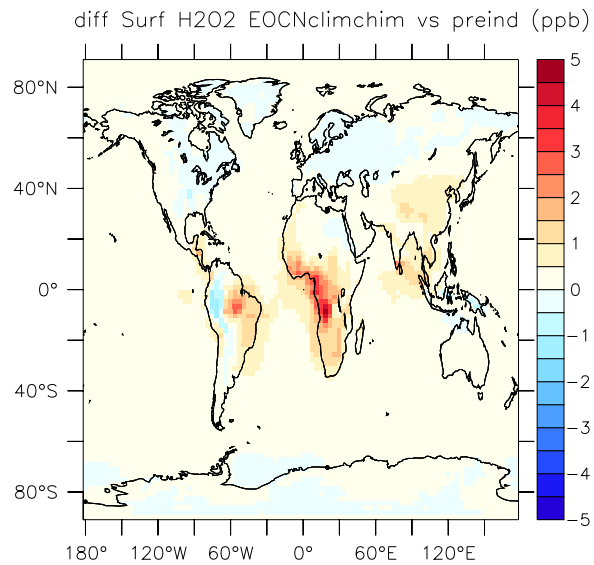 diff Surf H2O2 EOCNclimchim vs preind (ppb)
80°N
40°N
0°
40°S
80°S
180°
120°W
60°W
0°
60°E
120°E
5
4
3
2
1
0
−1
−2
−3
−4
−5